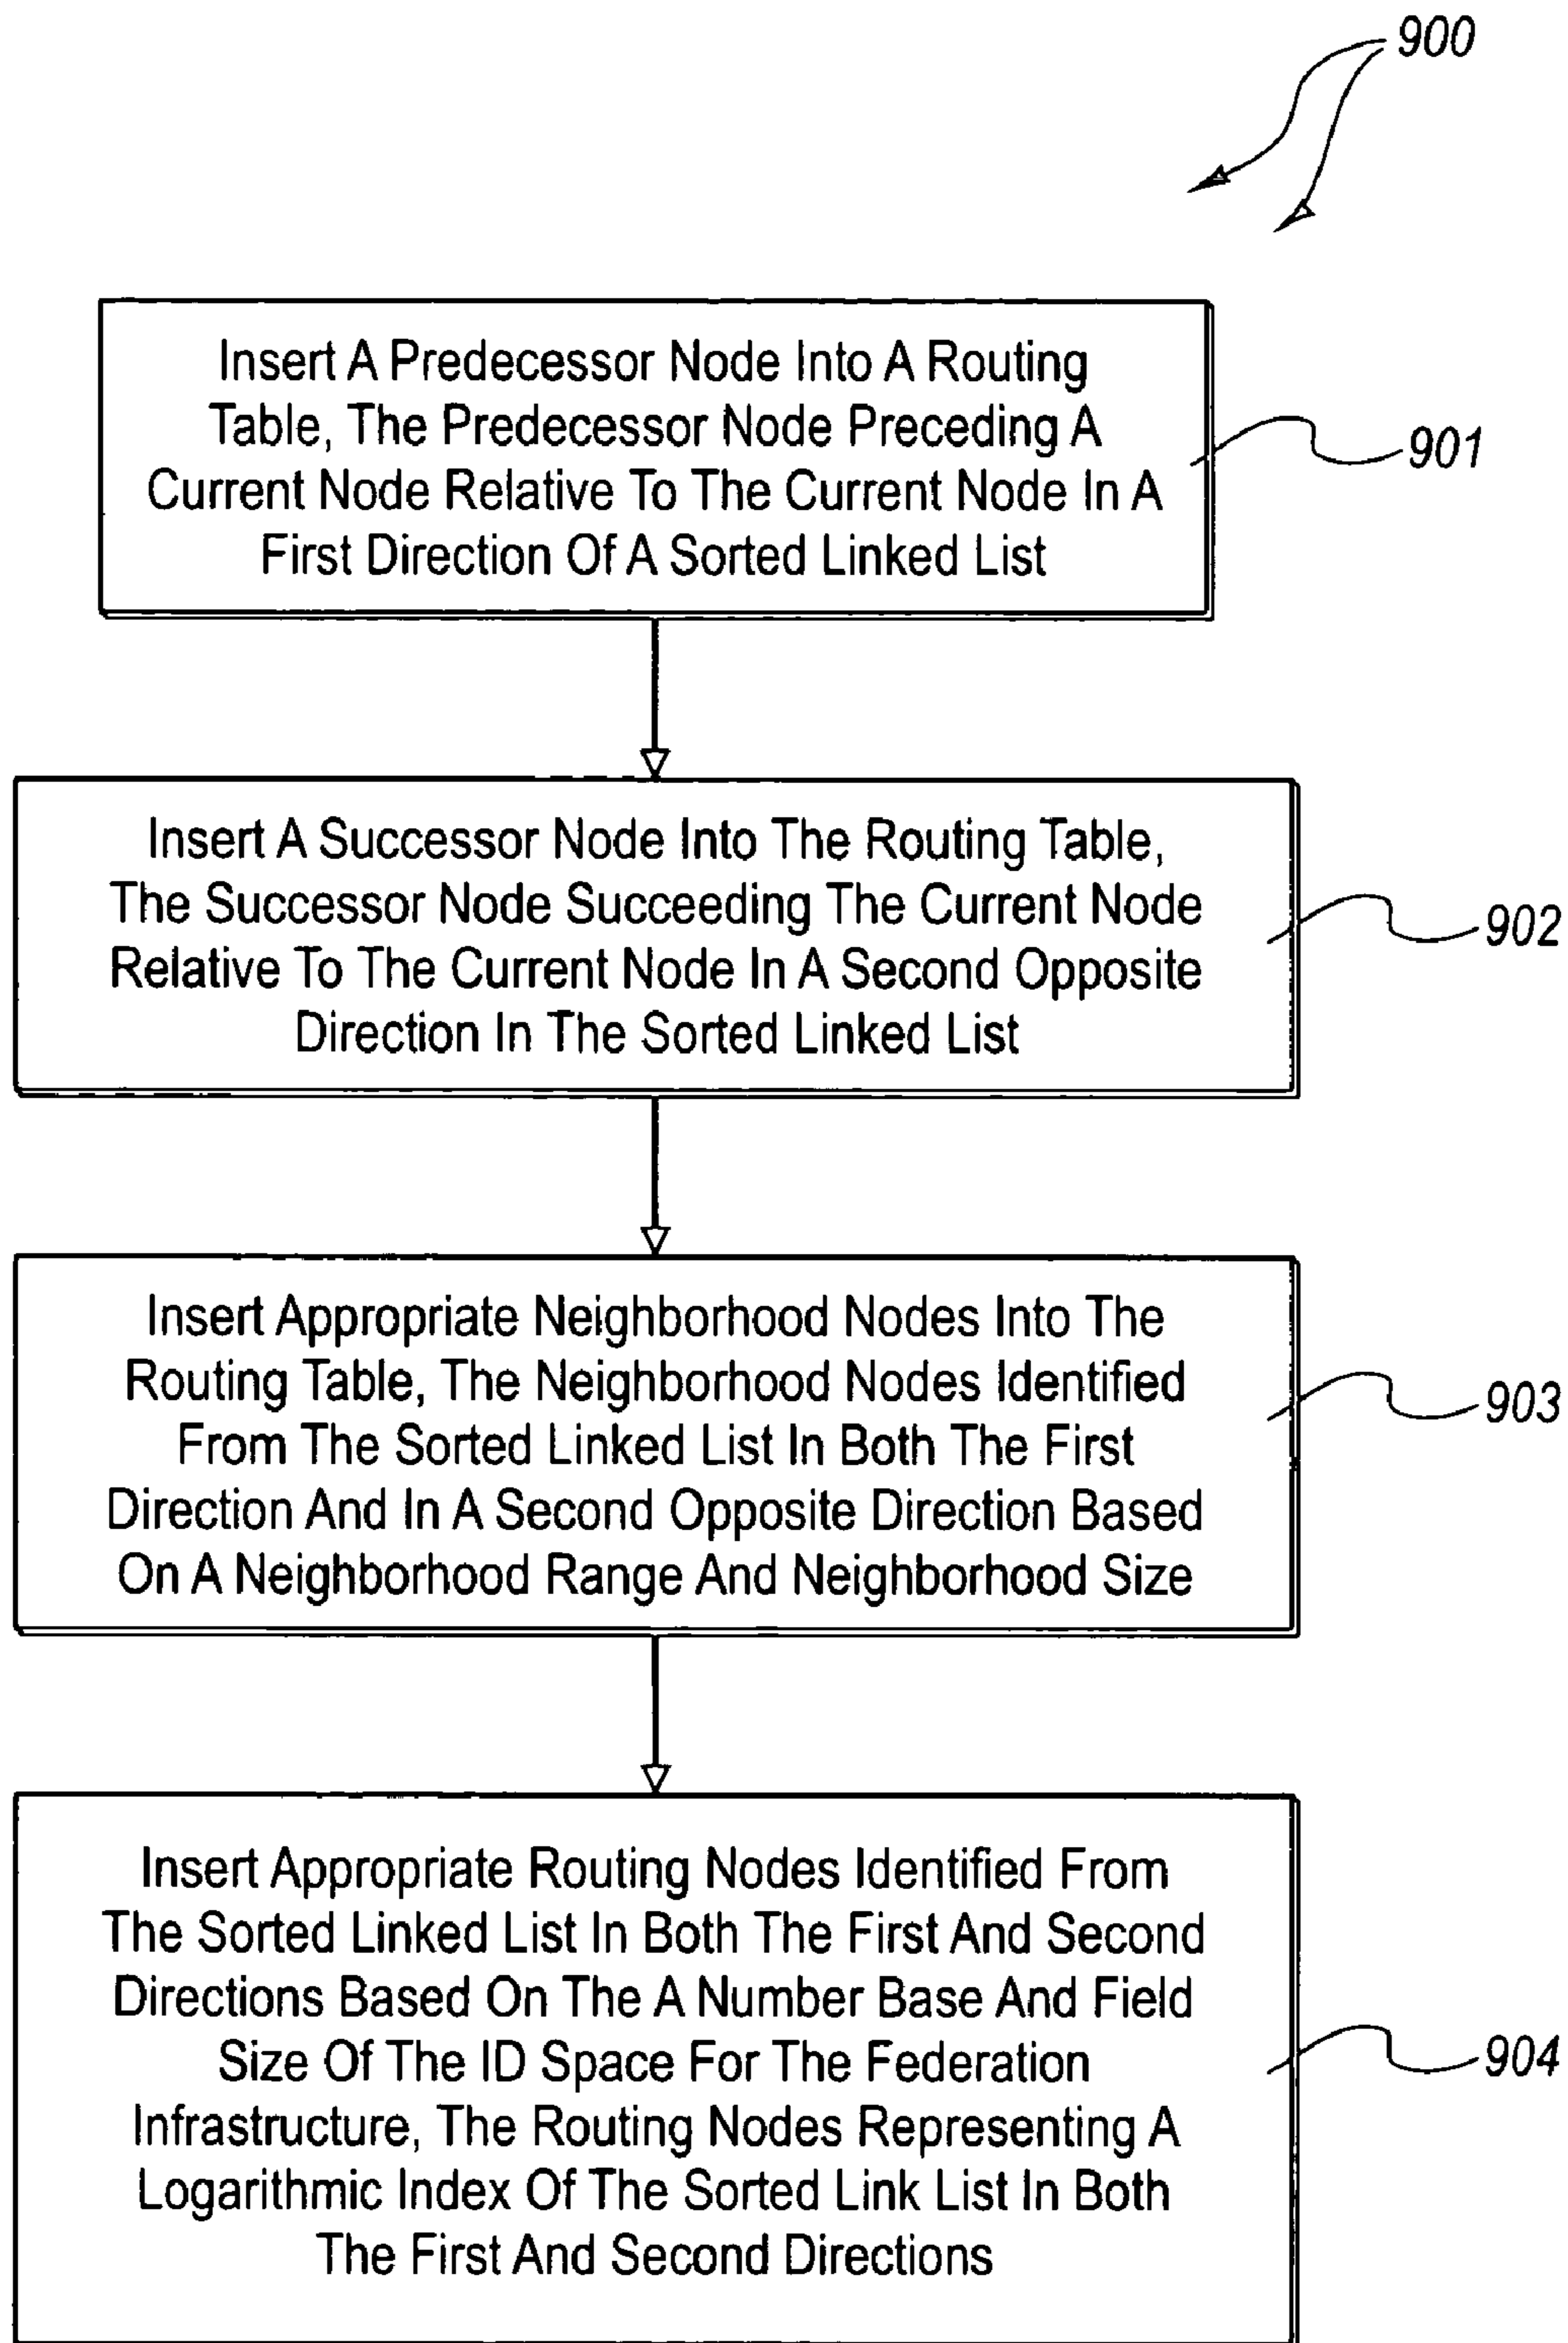 900
Insert A Predecessor Node Into A Routing
Table, The Predecessor Node Preceding A
Current Node Relative To The Current Node In A
First Direction Of A Sorted Linked List
901
Insert A Successor Node Into The Routing Table,
The Successor Node Succeeding The Current Node
Relative To The Current Node In A Second Opposite
Direction In The Sorted Linked List
902
Insert Appropriate Neighborhood Nodes Into The
Routing Table, The Neighborhood Nodes Identified
From The Sorted Linked List In Both The First
Direction And In A Second Opposite Direction Based
On A Neighborhood Range And Neighborhood Size
903
Insert Appropriate Routing Nodes Identified From
The Sorted Linked List In Both The First And Second
Directions Based On The A Number Base And Field
Size Of The ID Space For The Federation
Infrastructure, The Routing Nodes Representing A
Logarithmic Index Of The Sorted Link List In Both
The First And Second Directions
904